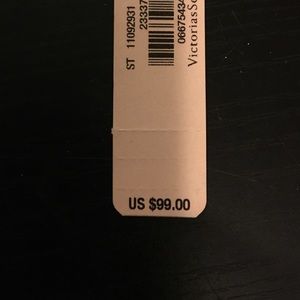 ST 11092931
23337
0667543
VictoriasSe
US $99.00